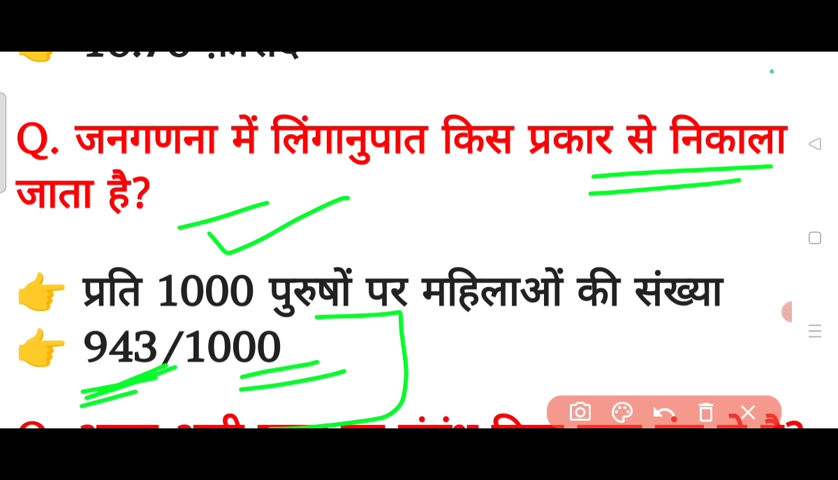 Q. जनगणना में लिंगानुपात किस प्रकार से निकाला
जाता है?
👉 प्रति 1000 पुरुषों पर महिलाओं की संख्या
👉 943/1000